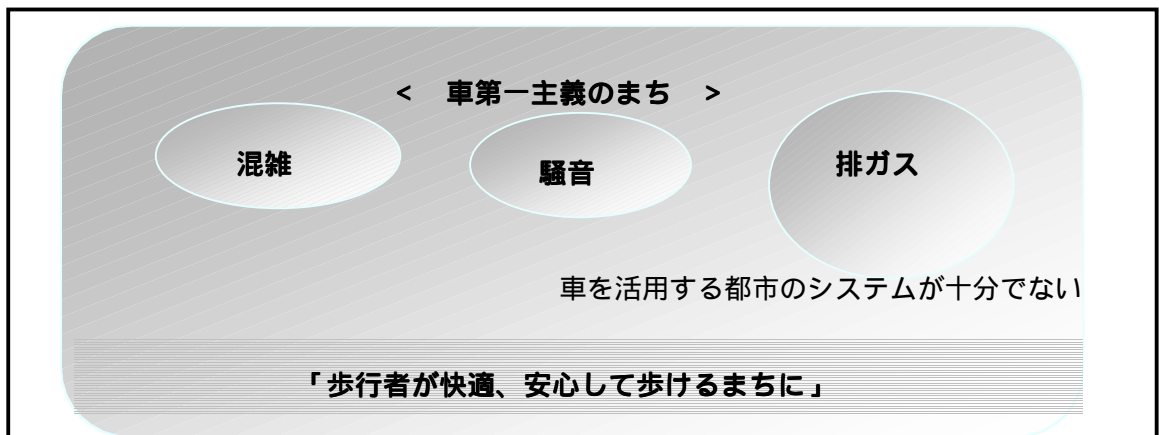 < 車第一主義のまち >
混雑
騒音
排ガス
車を活用する都市のシステムが十分でない
「歩行者が快適、安心して歩けるまちに」